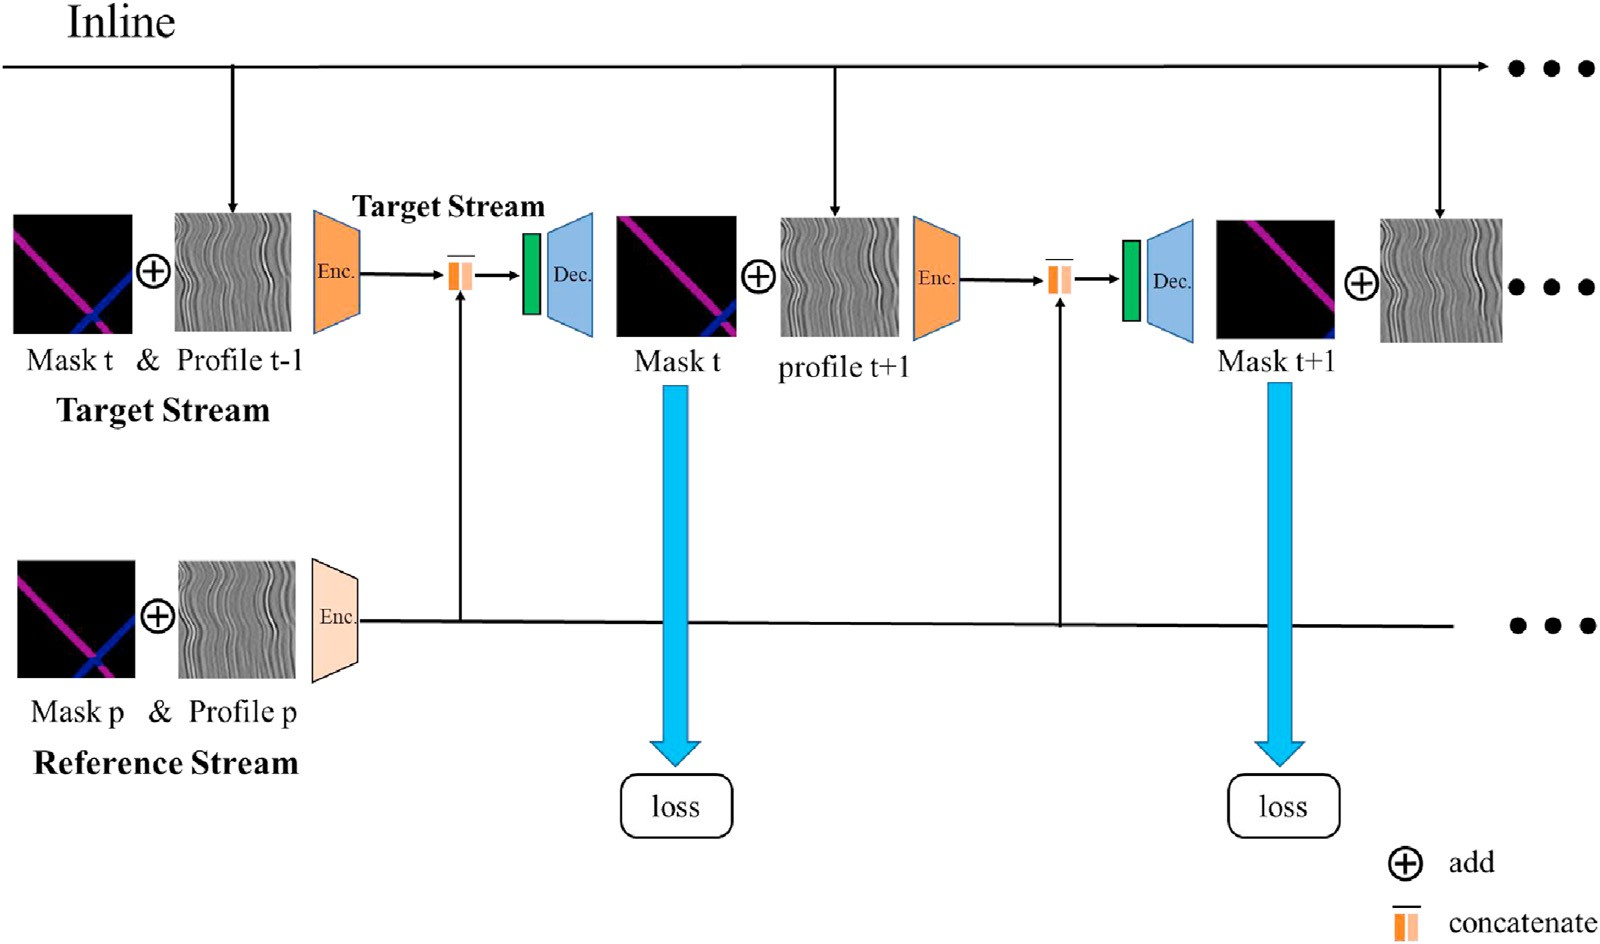 Inline
Target Stream
Enc.
Dec.
Enc.
Dec.
Mask t & Profile t-1
Mask t
profile t+1
Mask t+1
Target Stream
Enc.
Mask p & Profile p
Reference Stream
loss
loss
add
concatenate